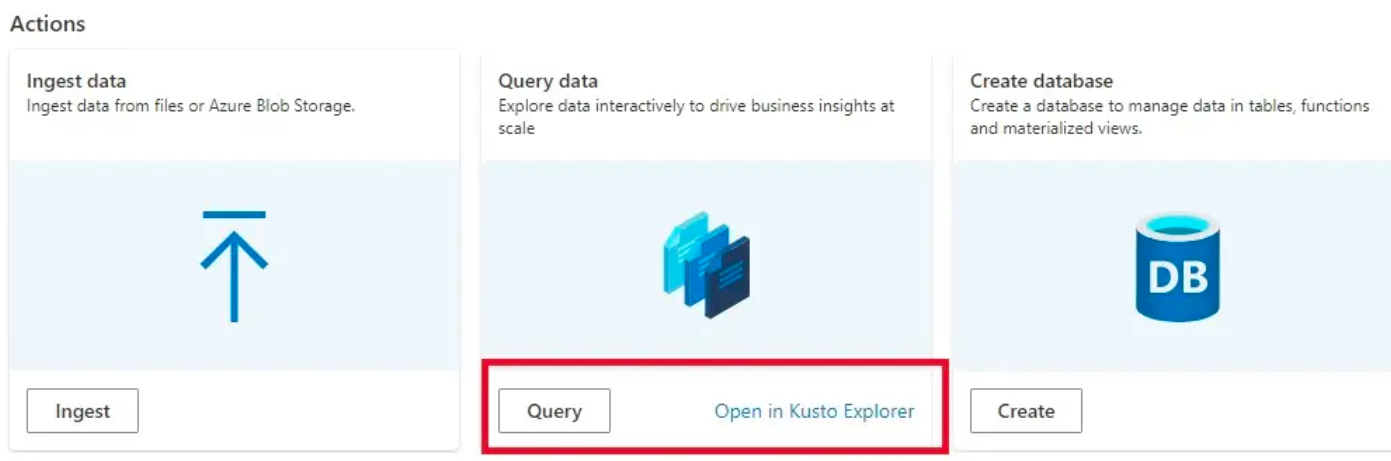 Actions
Ingest data
Ingest data from files or Azure Blob Storage.
Ingest
Query data
Explore data interactively to drive business insights at
scale
Query
Open in Kusto Explorer
Create database
Create a database to manage data in tables, functions
and materialized views.
DB
Create